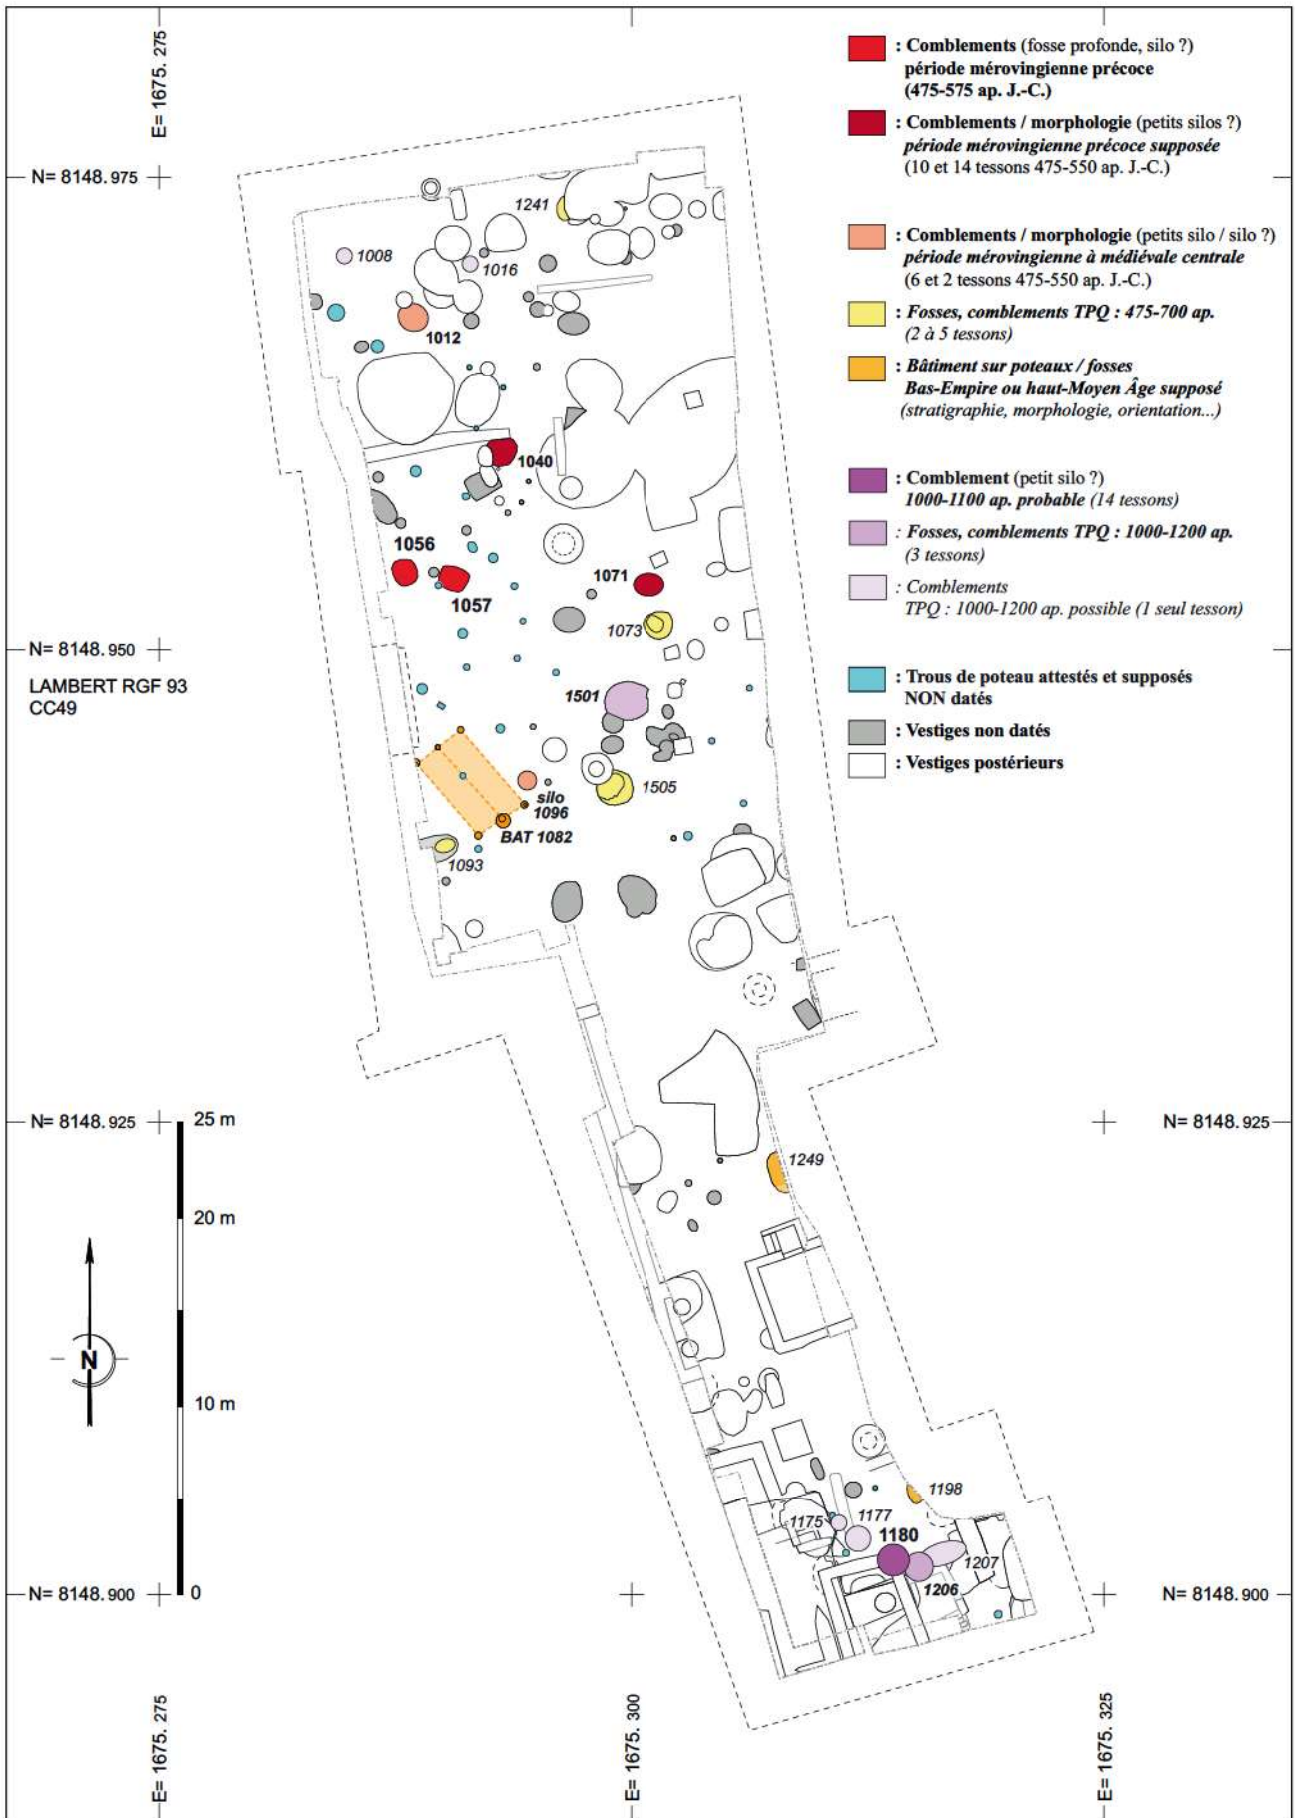 E= 1675. 275
: Comblements (fosse profonde, silo ?)
période mérovingienne précoce
(475-575 ap. J.-C.)
: Comblements / morphologie (petits silos ?)
période mérovingienne précoce supposée
(10 et 14 tessons 475-550 ap. J.-C.)
: Comblements / morphologie (petits silo / silo ?)
période mérovingienne à médiévale centrale
(6 et 2 tessons 475-550 ap. J.-C.)
: Fosses, comblements TPQ : 475-700 ap.
(2 à 5 tessons)
: Bâtiment sur poteaux / fosses
Bas-Empire ou haut-Moyen Âge supposé
(stratigraphie, morphologie, orientation...)
: Comblement (petit silo ?)
1000-1100 ap. probable (14 tessons)
: Fosses, comblements TPQ : 1000-1200 ap.
(3 tessons)
: Comblements
TPQ : 1000-1200 ap. possible (1 seul tesson)
: Trous de poteau attestés et supposés
NON datés
: Vestiges non datés
: Vestiges postérieurs
N= 8148. 975
1241
1008
1016
1012
1040
1056
1057
1071
1073
N= 8148. 950
LAMBERT RGF 93
CC49
1501
1505
silo
1096
BAT 1082
1093
N= 8148. 925
25 m
N= 8148. 925
1249
20 m
N
10 m
1198
1175
1177
1180
1207
1206
N= 8148. 900
0
N= 8148. 900
E= 1675. 275
E= 1675. 300
E= 1675. 325